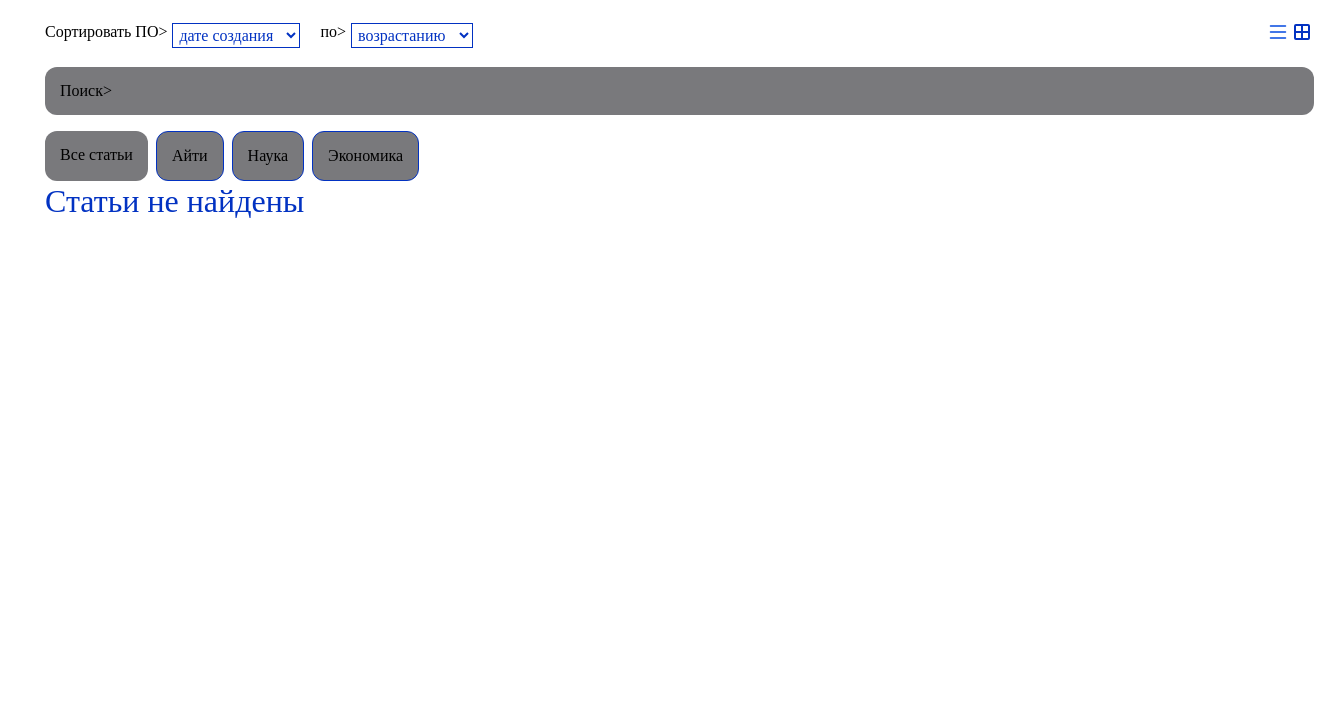 Сортировать ПО> дате создания по> возрастанию
Поиск>
Все статьи Айти Наука Экономика
Статьи не найдены